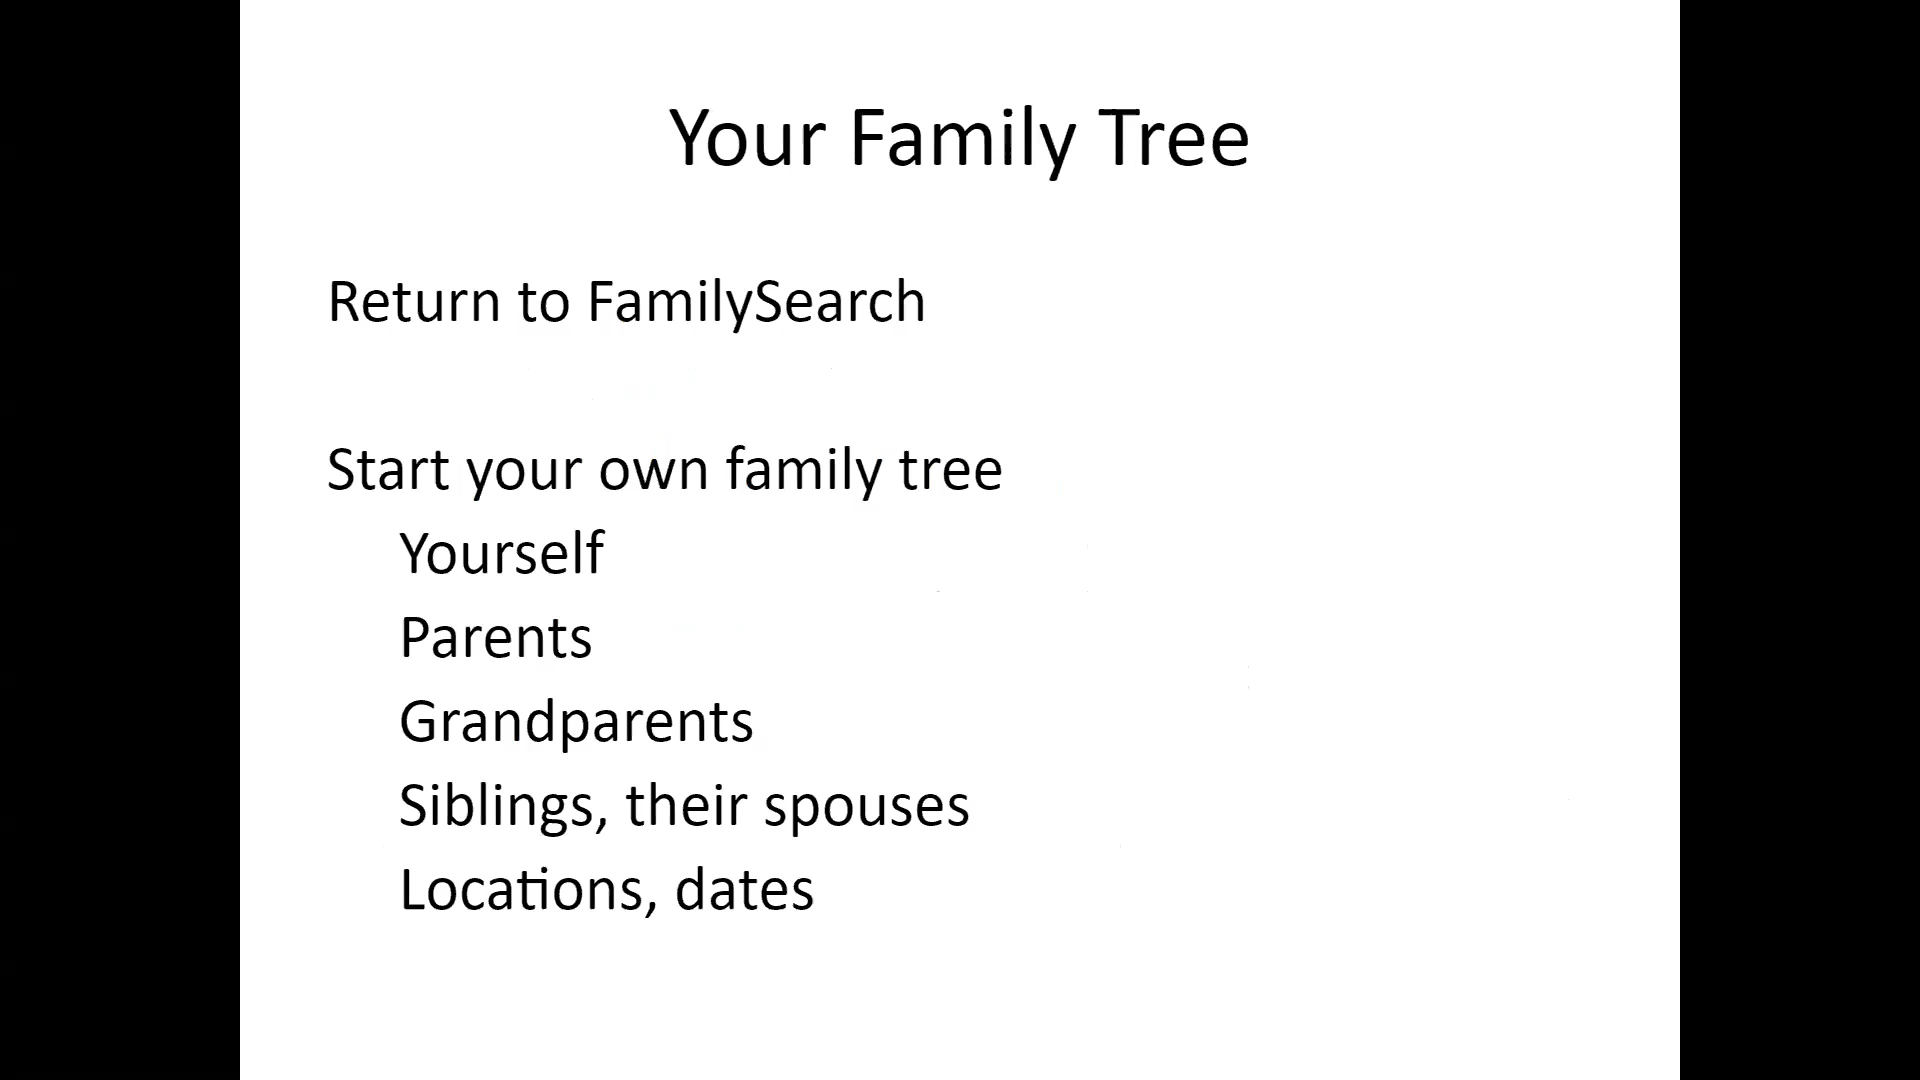 Your Family Tree
Return to FamilySearch
Start your own family tree
Yourself
Parents
Grandparents
Siblings, their spouses
Locations, dates